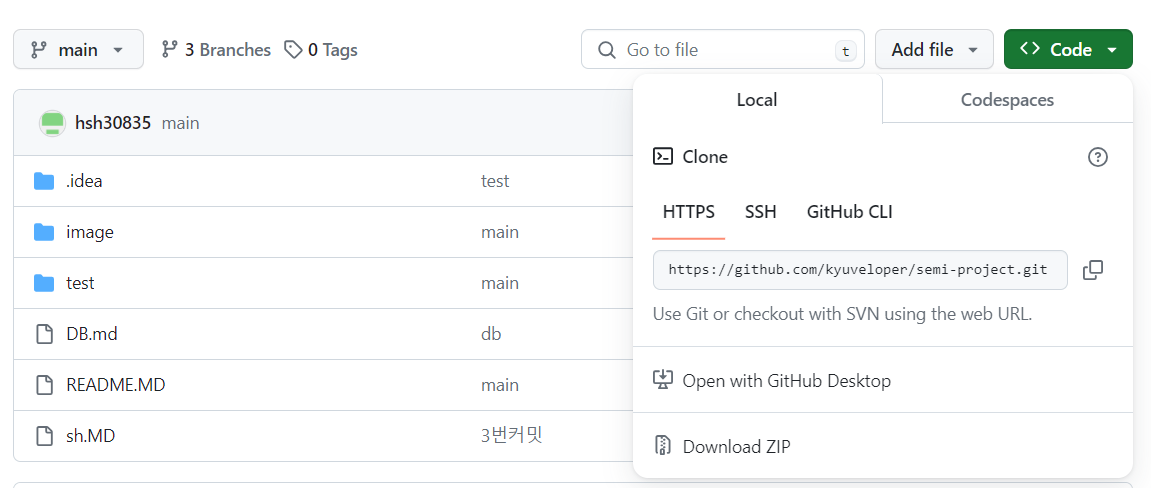 main 3 Branches 0 Tags Go to file t Add file Code
Local Codespaces
hsh30835 main
Clone
.idea test
HTTPS SSH GitHub CLI
image main
https://github.com/kyuveloper/semi-project.git
test main
Use Git or checkout with SVN using the web URL.
DB.md db
Open with GitHub Desktop
README.MD main
sh.MD 3번커밋
Download ZIP